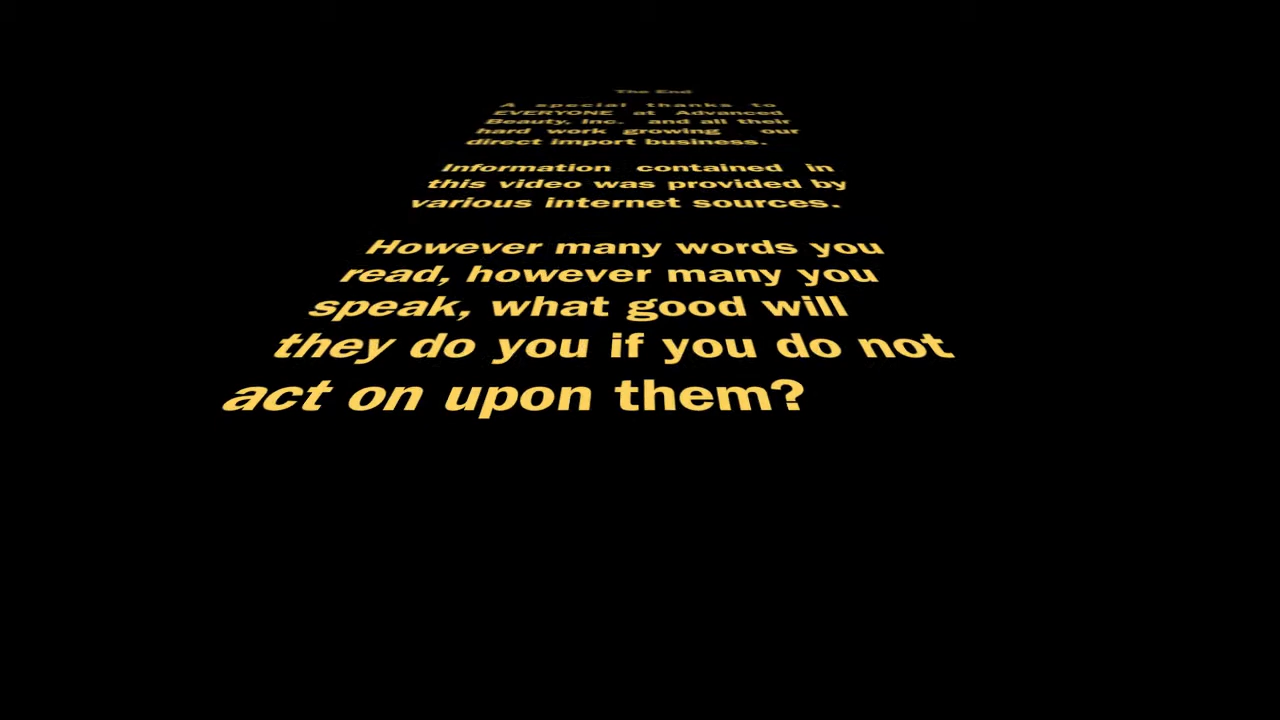 The End
A special thanks to
EVERYONE at Advanced
Beauty, Inc. and all their
hard work growing our
direct import business.
Information contained in
this video was provided by
various internet sources.
However many words you
read, however many you
speak, what good will
they do you if you do not
act on upon them?